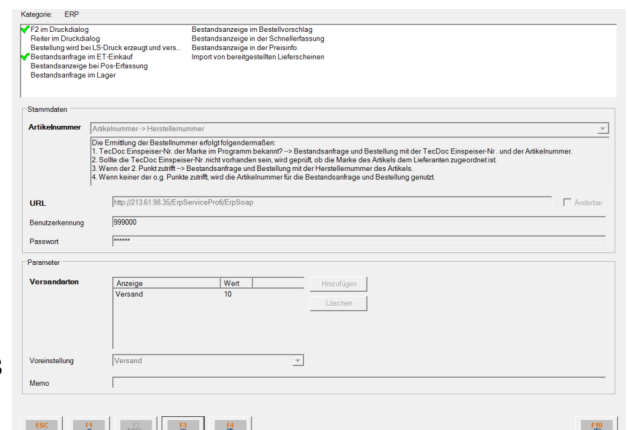 Kategorie: ERP
F2 im Druckdialog
Reiter im Druckdialog
Bestellung wird bei LS-Druck erzeugt und vers...
Bestandsanfrage im ET-Einkauf
Bestandsanzeige bei Pos-Erfassung
Bestandsanfrage im Lager
Bestandsanzeige im Bestellvorschlag
Bestandsanzeige in der Schnellerfassung
Bestandsanzeige in der Preisinfo
Import von bereitgestellten Lieferscheinen
Stammdaten
Artikelnummer Artikelnummer -> Herstellernummer
Die Ermittlung der Bestellnummer erfolgt folgendermaßen:
1. TecDoc Einspeiser-Nr. der Marke im Programm bekannt? --> Bestandsanfrage und Bestellung mit der TecDoc Einspeiser-Nr. und der Artikelnummer.
2. Sollte die TecDoc Einspeiser-Nr. nicht vorhanden sein, wird geprüft, ob die Marke des Artikels dem Lieferanten zugeordnet ist.
3. Wenn der 2. Punkt zutrifft --> Bestandsanfrage und Bestellung mit der Herstellernummer des Artikels.
4. Wenn keiner der o.g. Punkte zutrifft, wird die Artikelnummer für die Bestandsanfrage und Bestellung genutzt.
URL http://213.61.98.35/ErpServiceProfi/ErpSoap Änderbar
Benutzerkennung 999000
Passwort ******
Parameter
Versandarten Anzeige Wert Hinzufügen
Versand 10
Löschen
Voreinstellung Versand
Memo
ESC F1 F2 F3 F4 F10